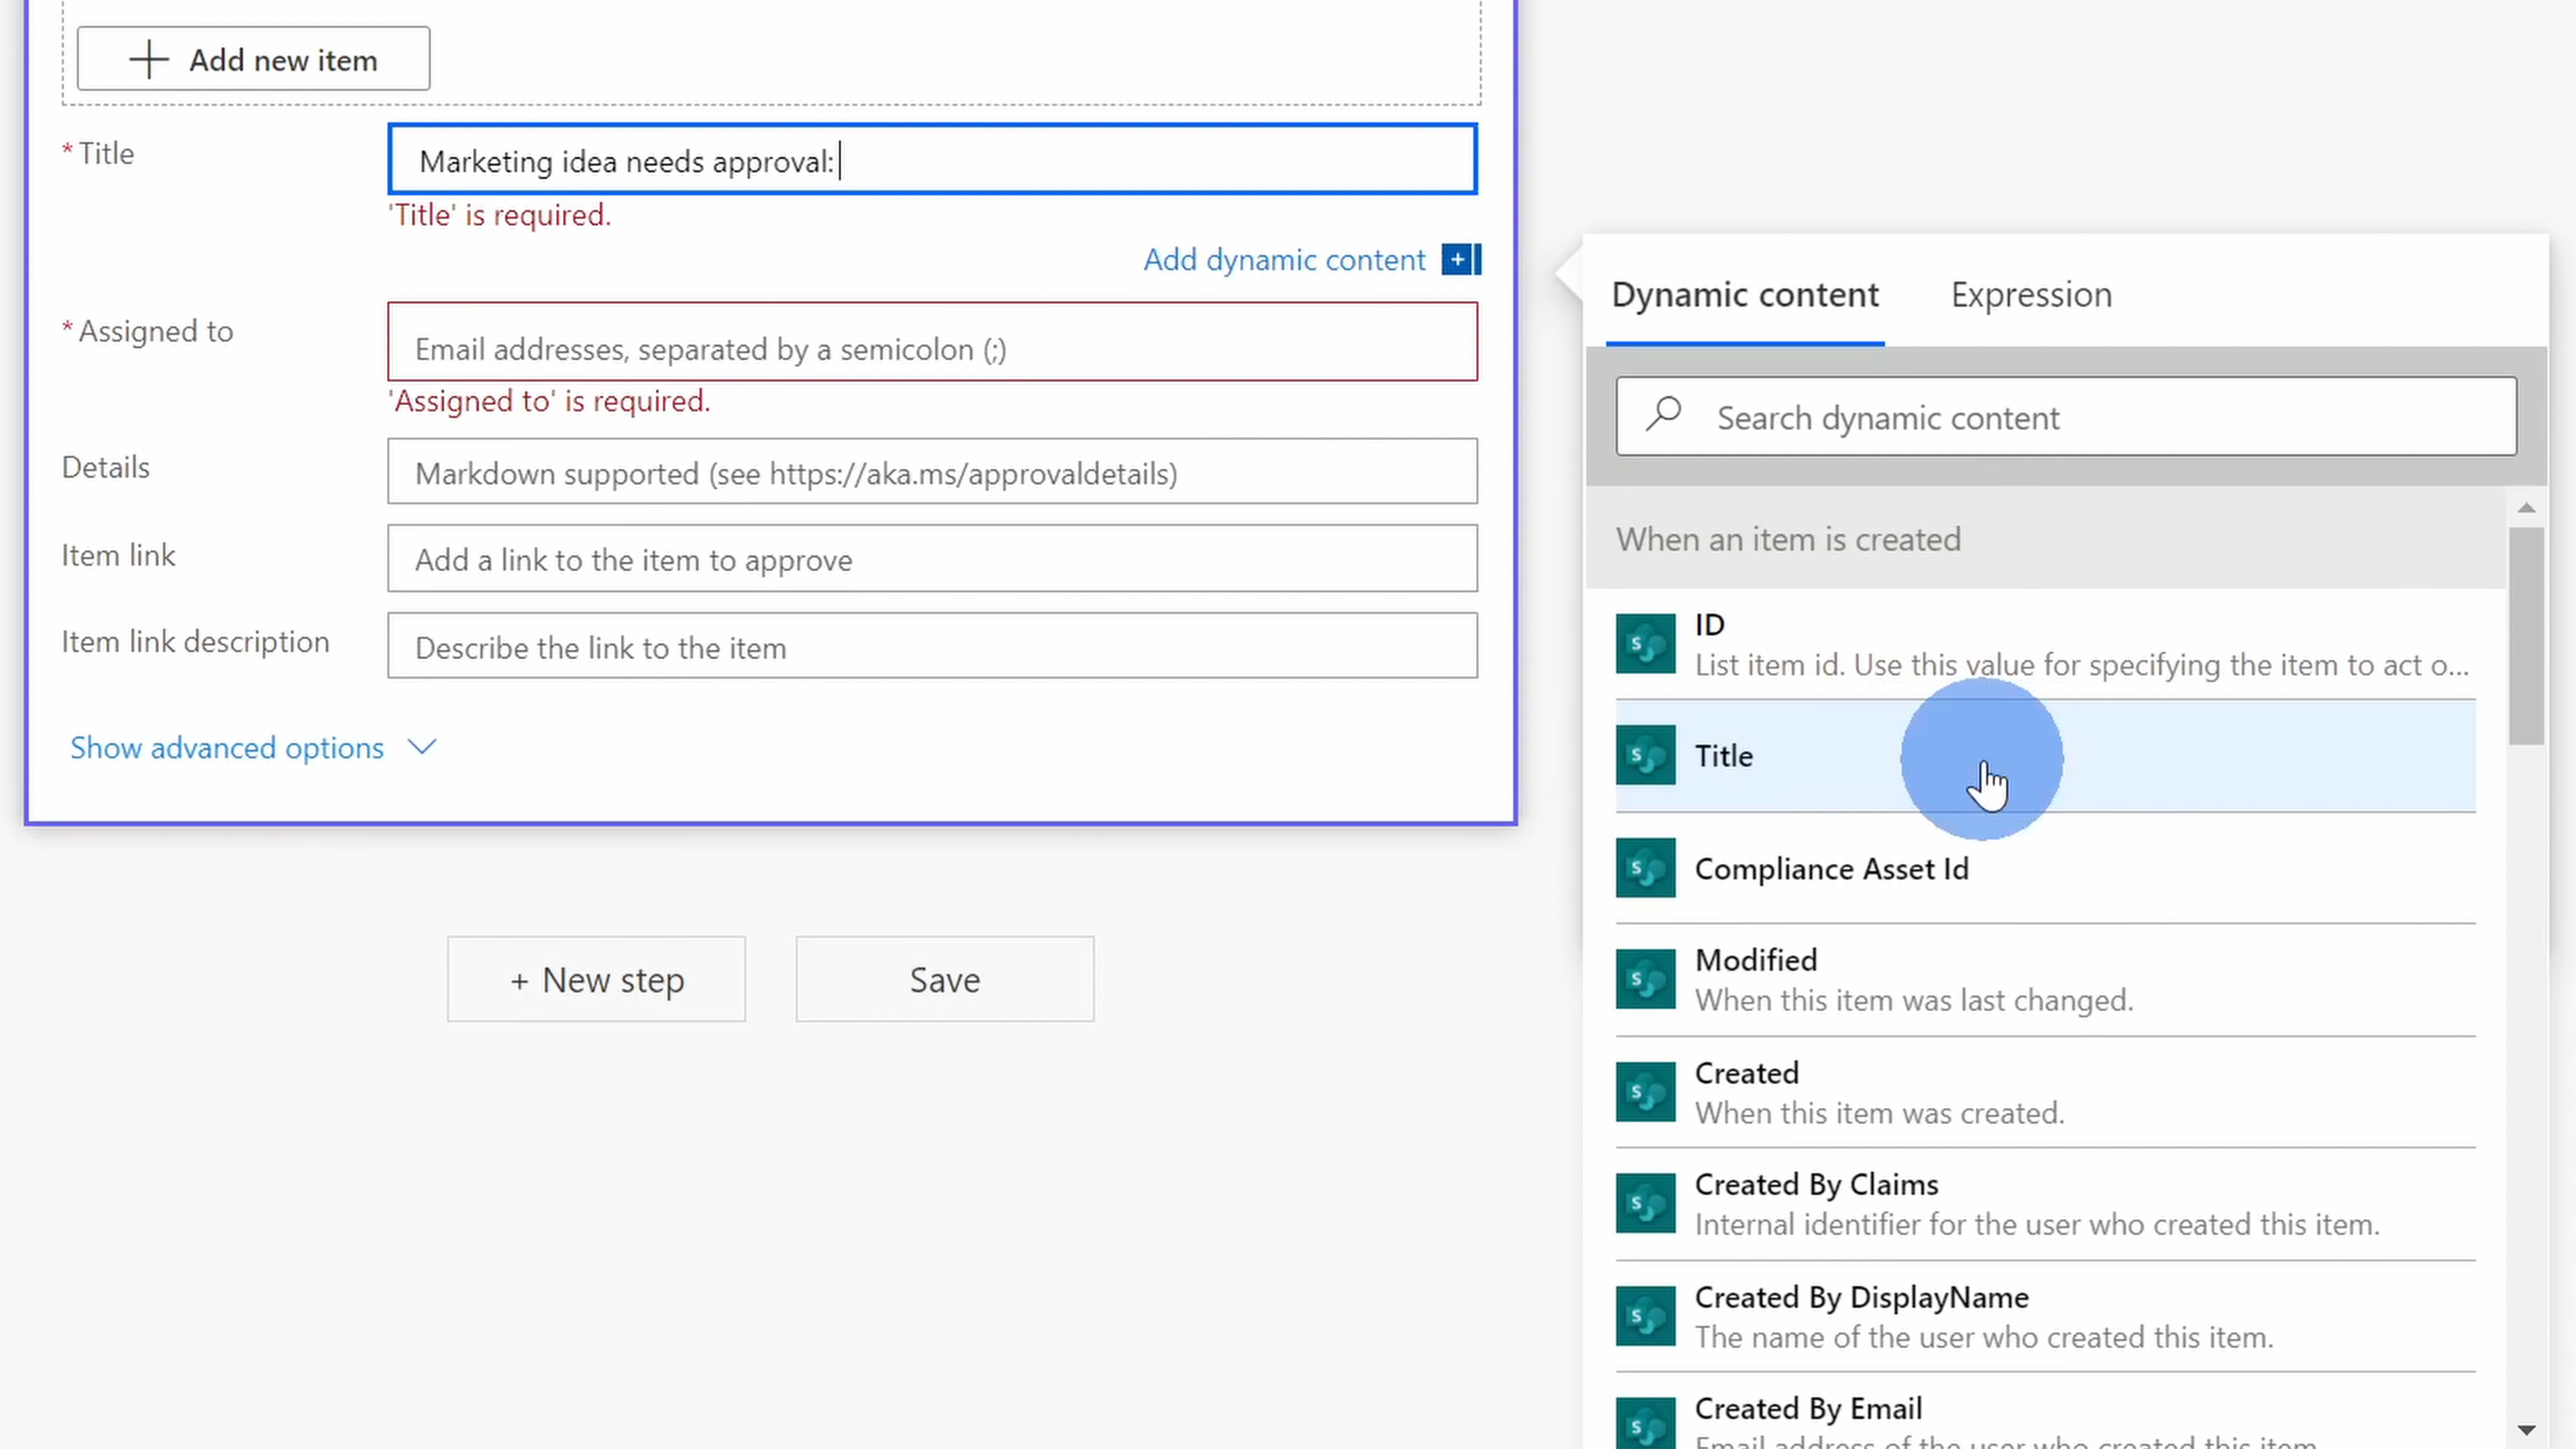 Add new item
* Title
Marketing idea needs approval:
'Title' is required.
Add dynamic content
* Assigned to
Email addresses, separated by a semicolon (;)
'Assigned to' is required.
Details
Markdown supported (see https://aka.ms/approvaldetails)
Item link
Add a link to the item to approve
Item link description
Describe the link to the item
Show advanced options
+ New step
Save
Dynamic content
Expression
Search dynamic content
When an item is created
ID
List item id. Use this value for specifying the item to act o...
Title
Compliance Asset Id
Modified
When this item was last changed.
Created
When this item was created.
Created By Claims
Internal identifier for the user who created this item.
Created By DisplayName
The name of the user who created this item.
Created By Email
Email address of the user who created this item